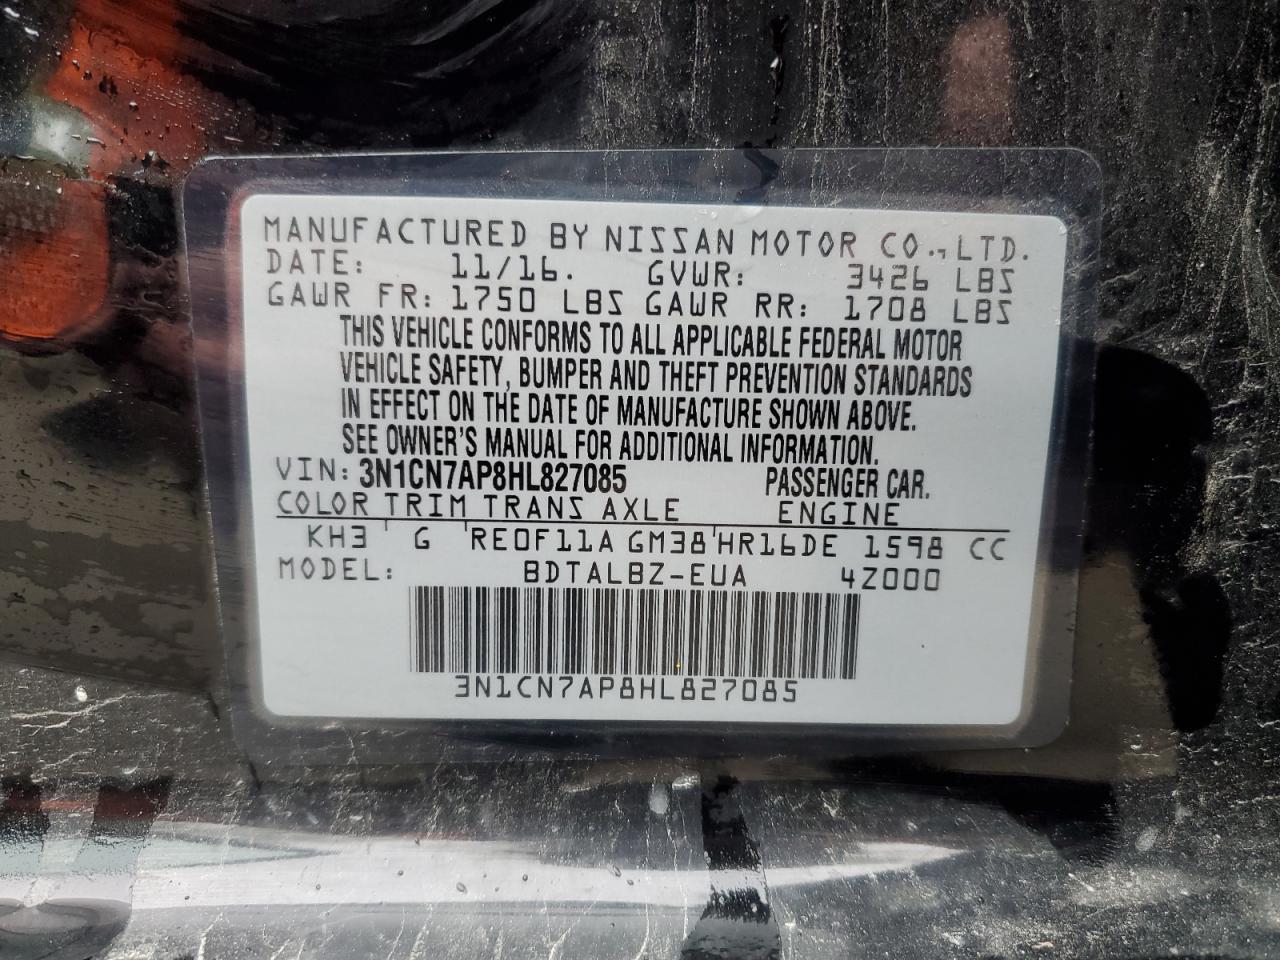 MANUFACTURED BY NISSAN MOTOR CO., LTD.
DATE: 11/16. GVWR: 3426 LBS
GAWR FR: 1750 LBS GAWR RR: 1708 LBS
THIS VEHICLE CONFORMS TO ALL APPLICABLE FEDERAL MOTOR
VEHICLE SAFETY, BUMPER AND THEFT PREVENTION STANDARDS
IN EFFECT ON THE DATE OF MANUFACTURE SHOWN ABOVE.
SEE OWNER'S MANUAL FOR ADDITIONAL INFORMATION.
VIN: 3N1CN7AP8HL827085 PASSENGER CAR.
COLOR TRIM TRANS AXLE ENGINE
KH3 G RE0F11A GM38 HR16DE 1598 CC
MODEL: BDTALBZ-EUA 4Z000
3N1CN7AP8HL827085